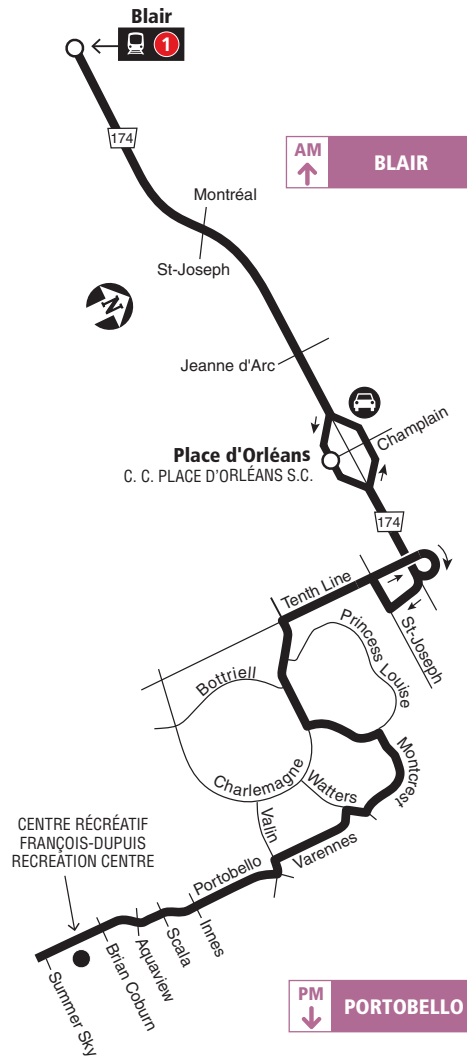 Blair
1
174
AM
BLAIR
Montréal
St-Joseph
N
Jeanne d'Arc
Champlain
Place d'Orléans
C. C. PLACE D'ORLÉANS S.C.
174
Tenth Line
St-Joseph
Princess Louise
Bottriell
Montcrest
Charlemagne
Watters
Valin
CENTRE RÉCRÉATIF
FRANÇOIS-DUPUIS
RECREATION CENTRE
Varennes
Portobello
Innes
Scala
Aquaview
Brian Coburn
Summer Sky
PM
PORTOBELLO